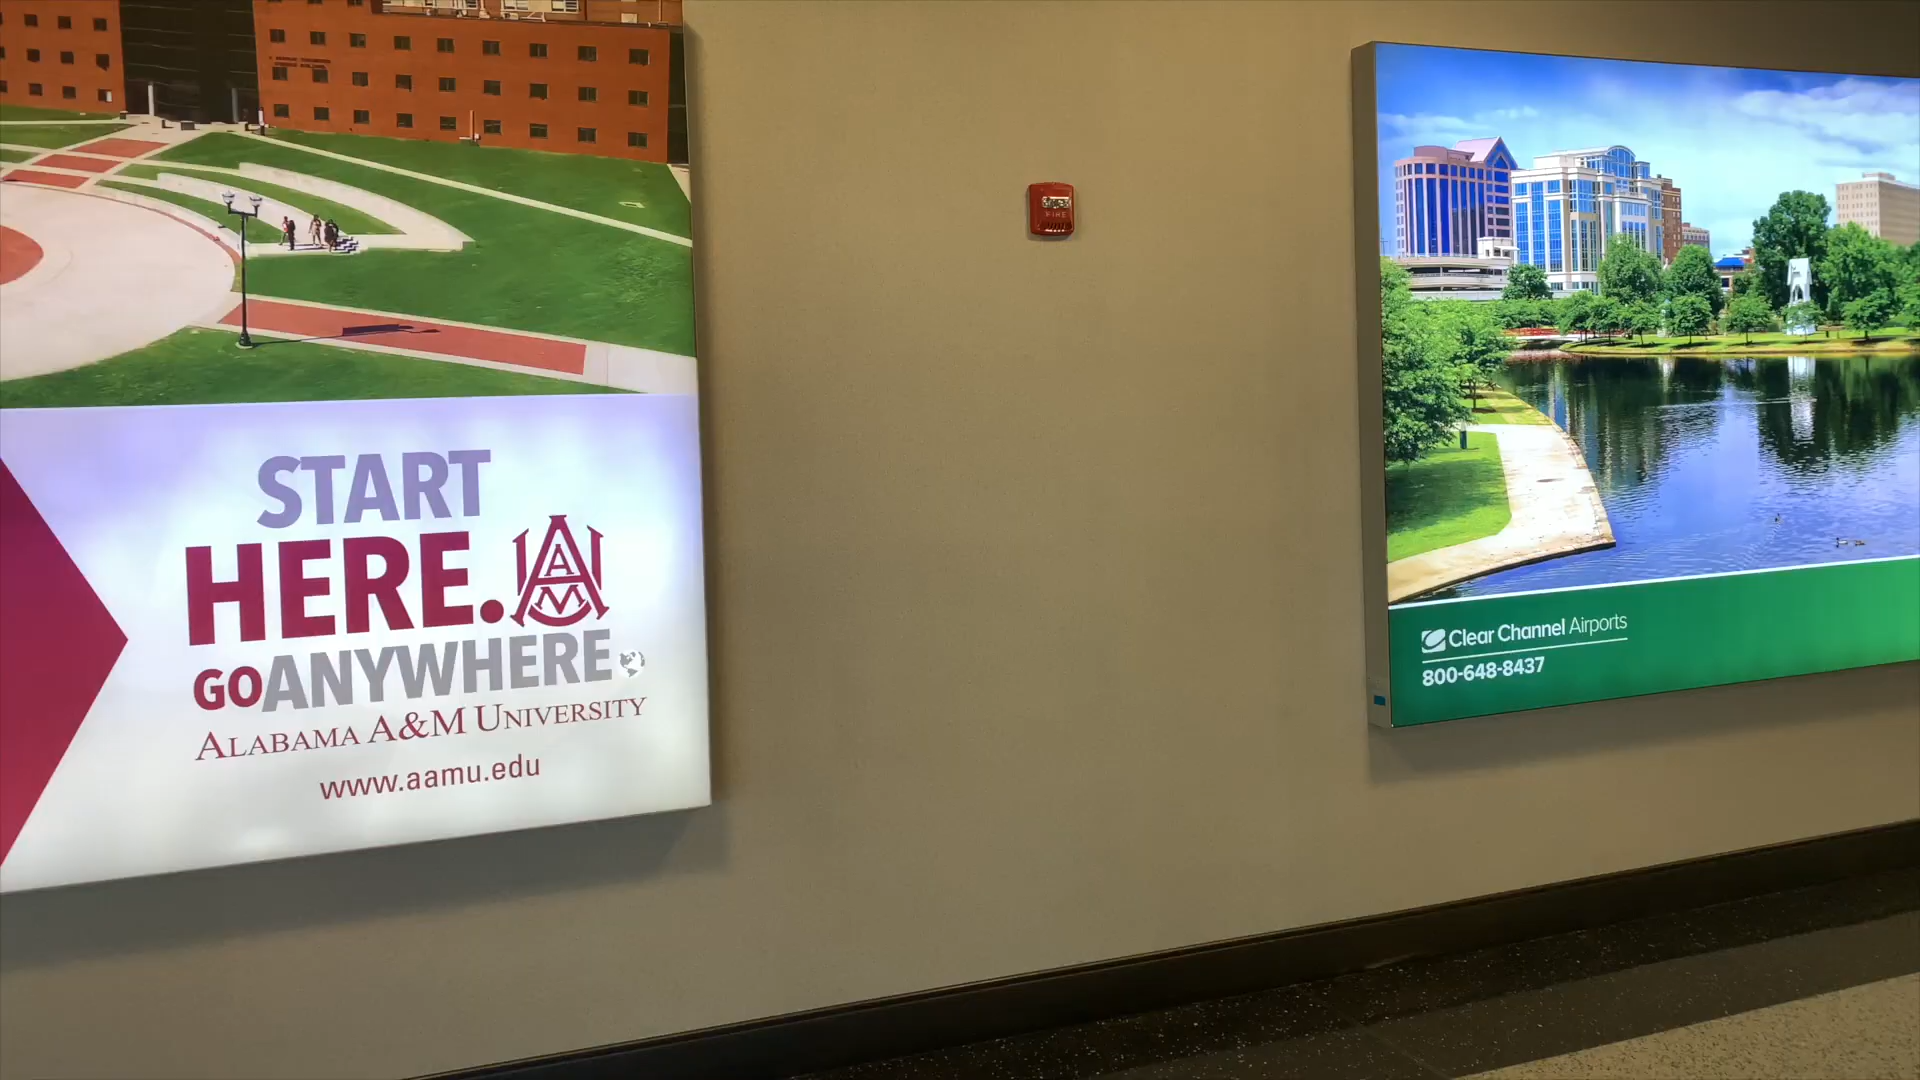 START
HERE.
GOANYWHERE.
ALABAMA A&M UNIVERSITY
www.aamu.edu
FIRE
Clear Channel Airports
800-648-8437